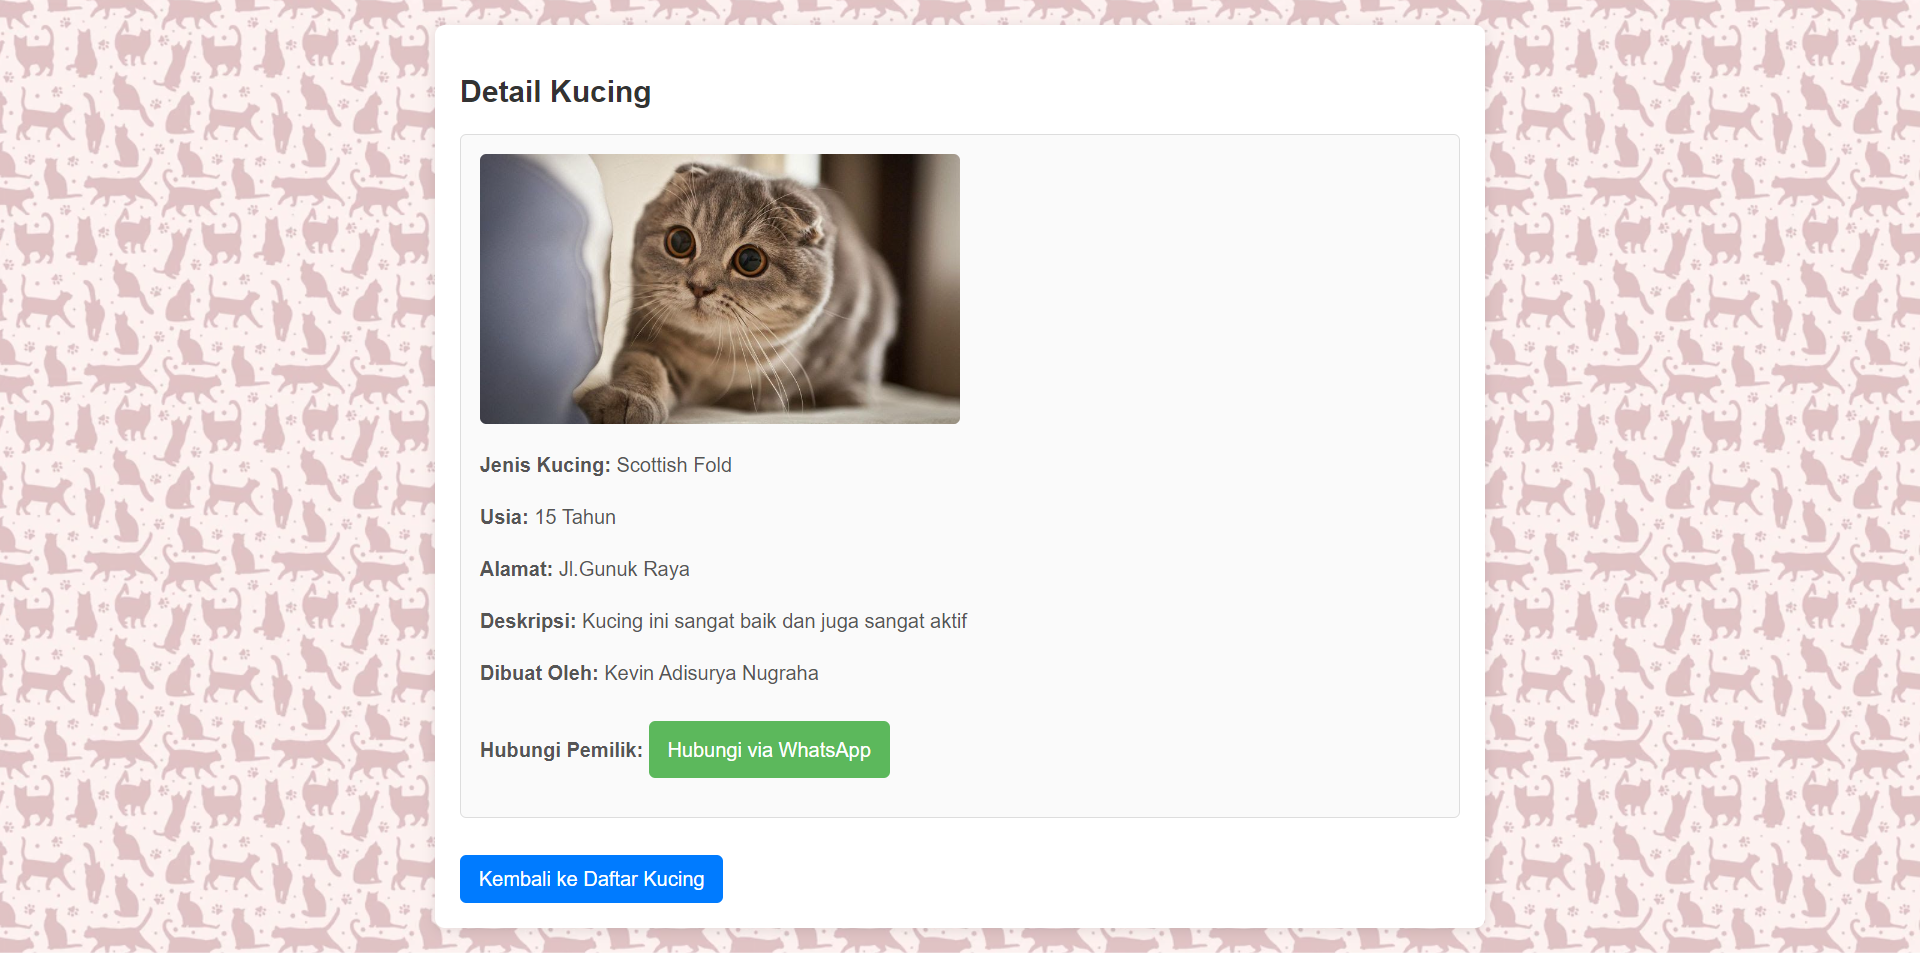 Detail Kucing
Jenis Kucing: Scottish Fold
Usia: 15 Tahun
Alamat: Jl.Gunuk Raya
Deskripsi: Kucing ini sangat baik dan juga sangat aktif
Dibuat Oleh: Kevin Adisurya Nugraha
Hubungi Pemilik: Hubungi via WhatsApp
Kembali ke Daftar Kucing